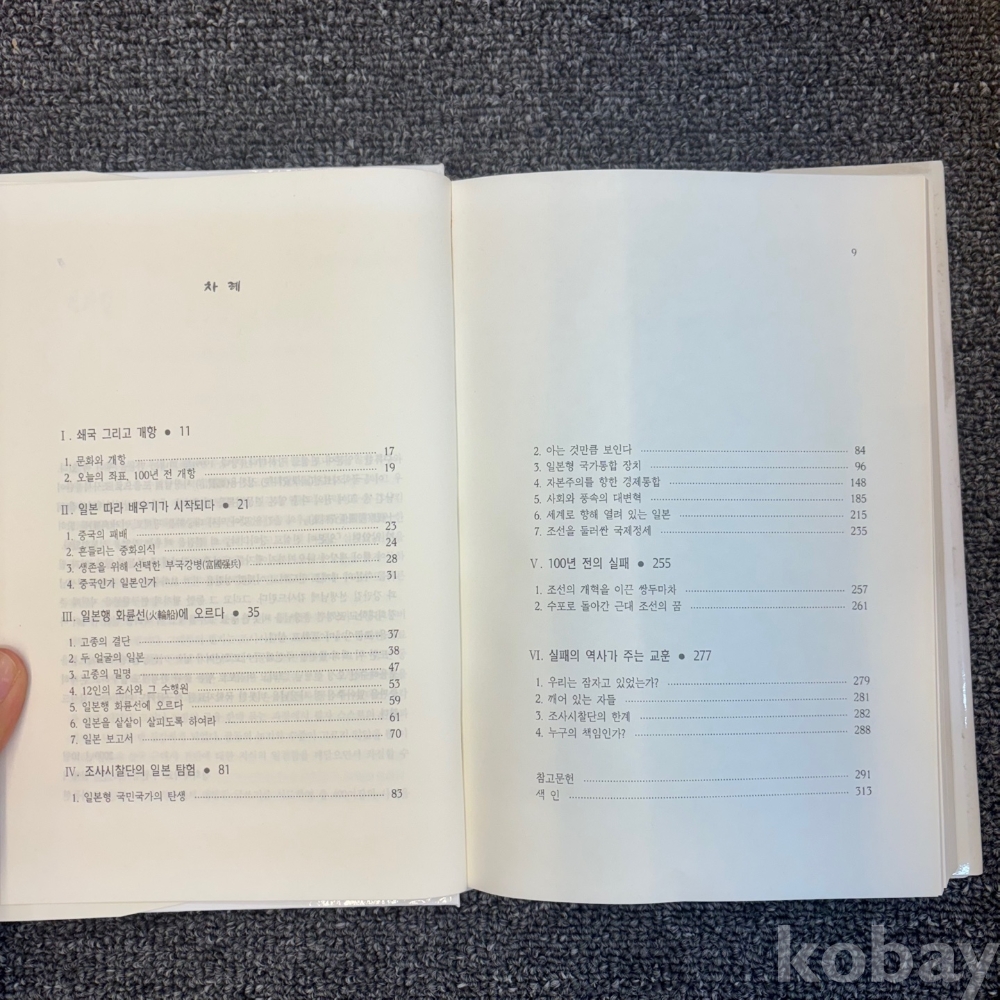 차 례
Ⅰ. 쇄국 그리고 개항 ● 11
1. 문화와 개항 17
2. 오늘의 좌표, 100년 전 개항 19
Ⅱ. 일본 따라 배우기가 시작되다 ● 21
1. 중국의 패배 23
2. 흔들리는 중화의식 24
3. 생존을 위해 선택한 부국강병(富國强兵) 28
4. 중국인가 일본인가 31
Ⅲ. 일본행 화륜선(火輪船)에 오르다 ● 35
1. 고종의 결단 37
2. 두 얼굴의 일본 38
3. 고종의 밀명 47
4. 12인의 조사와 그 수행원 53
5. 일본행 화륜선에 오르다 59
6. 일본을 샅샅이 살피도록 하여라 61
7. 일본 보고서 70
Ⅳ. 조사시찰단의 일본 탐험 ● 81
1. 일본형 국민국가의 탄생 83
9
2. 아는 것만큼 보인다 84
3. 일본형 국가통합 장치 96
4. 자본주의를 향한 경제통합 148
5. 사회와 풍속의 대변혁 185
6. 세계로 향해 열려 있는 일본 215
7. 조선을 둘러싼 국제정세 235
Ⅴ. 100년 전의 실패 ● 255
1. 조선의 개혁을 이끈 쌍두마차 257
2. 수포로 돌아간 근대 조선의 꿈 261
Ⅵ. 실패의 역사가 주는 교훈 ● 277
1. 우리는 잠자고 있었는가? 279
2. 깨어 있는 자들 281
3. 조사시찰단의 한계 282
4. 누구의 책임인가? 288
참고문헌 291
색 인 313
kobay